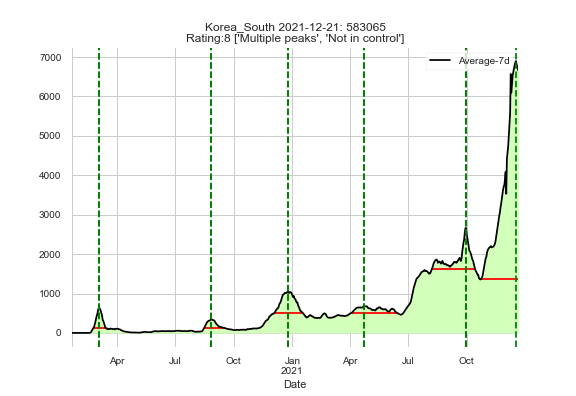 Korea_South 2021-12-21: 583065
Rating:8 ['Multiple peaks', 'Not in control']
Average-7d
7000
6000
5000
4000
3000
2000
1000
0
Apr Jul Oct Jan Apr Jul Oct
2021
Date